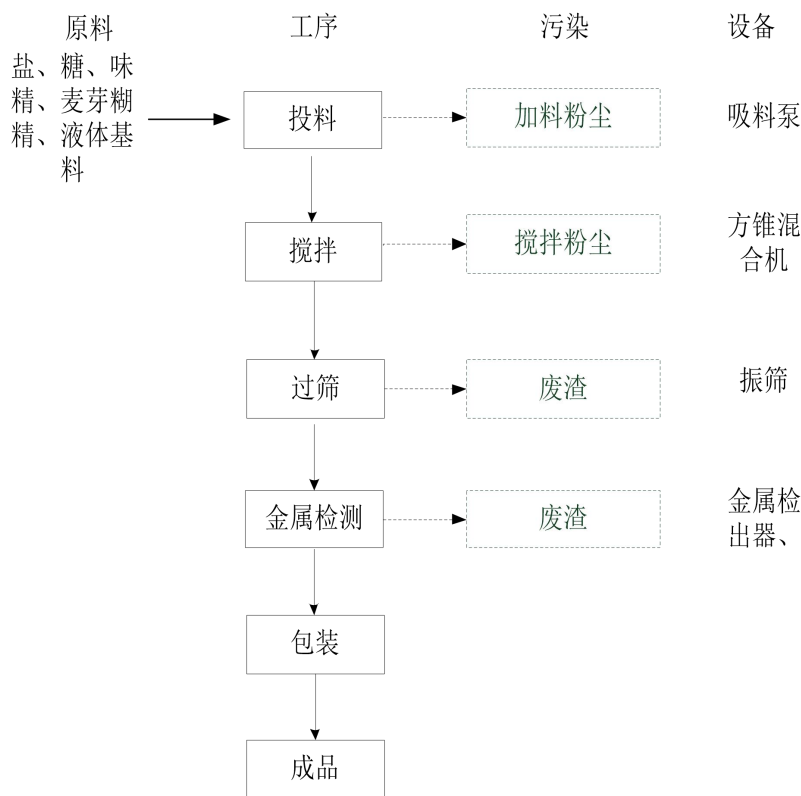 原料 工序 污染 设备
盐、糖、味
精、麦芽糊
精、液体基
料
投料 加料粉尘 吸料泵
搅拌 搅拌粉尘 方锥混
合机
过筛 废渣 振筛
金属检测 废渣 金属检
出器、
包装
成品